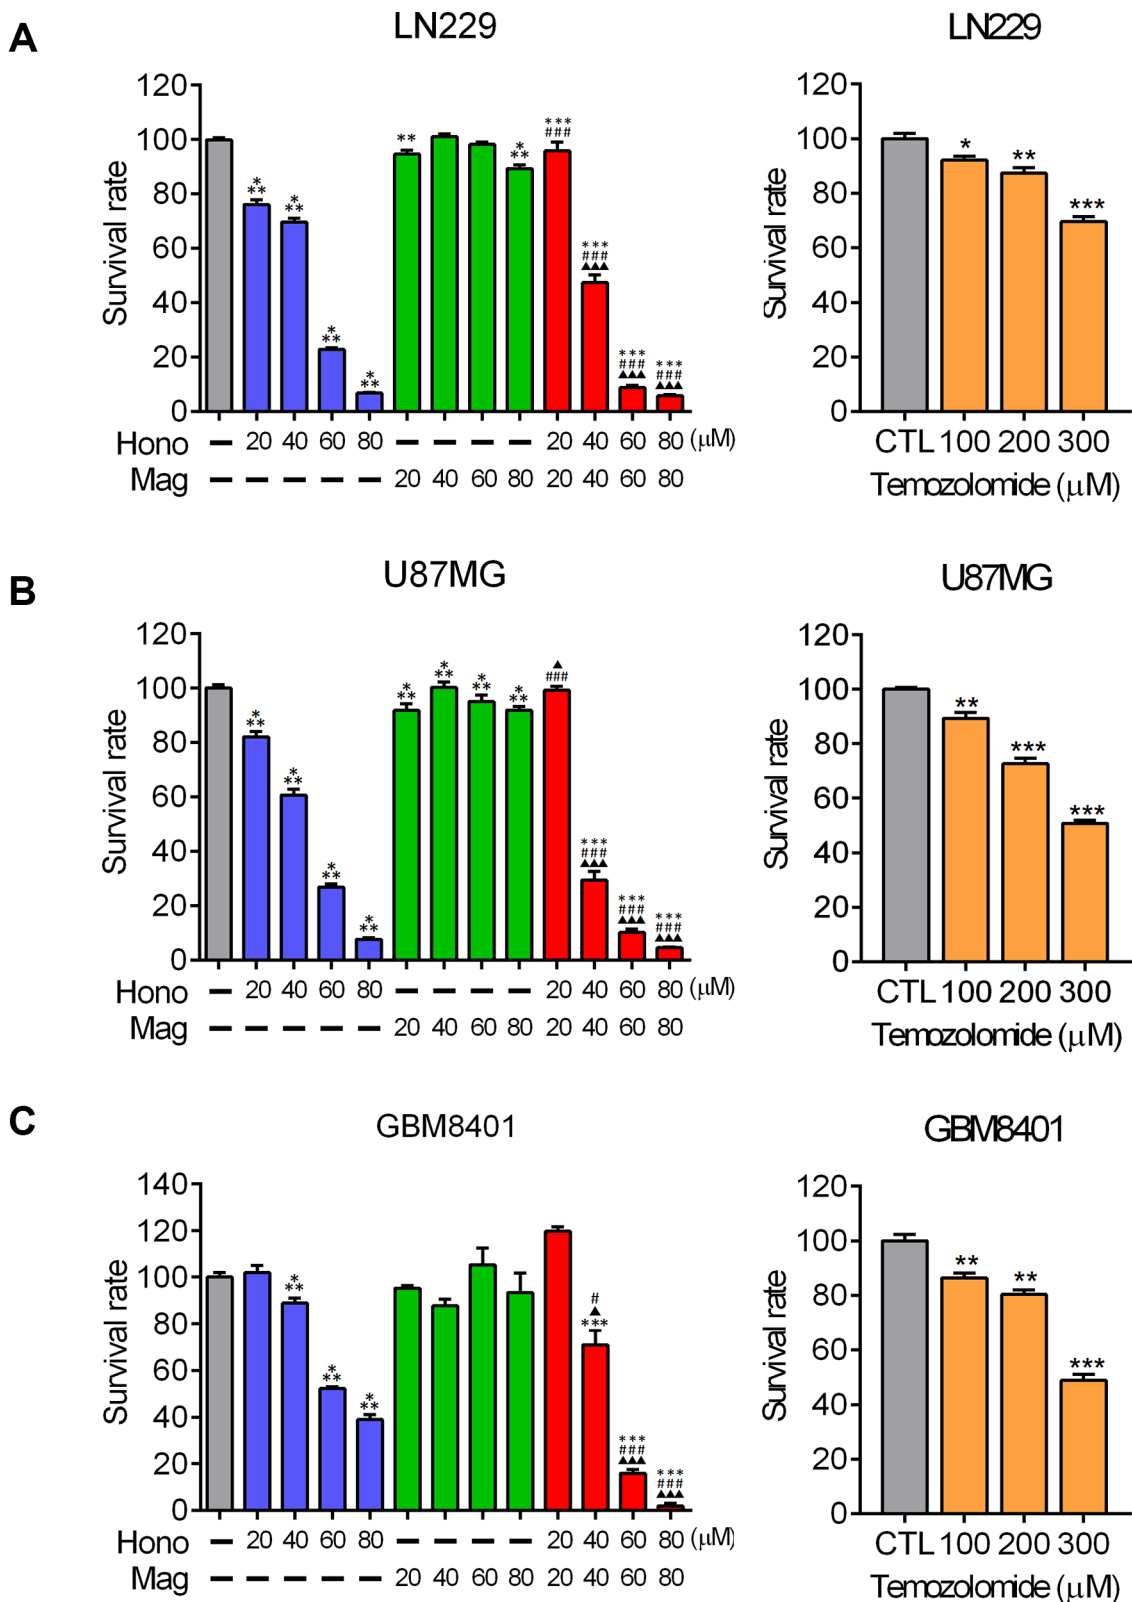 A
LN229
Survival rate
120
100
80
60
40
20
0
** * ** * ** * ** * ** * ** *** ### *** ### ▲▲▲ *** ### ▲▲▲ *** ### ▲▲▲
Hono — 20 40 60 80 — — — — 20 40 60 80 (μM)
Mag — — — — — 20 40 60 80 20 40 60 80
LN229
Survival rate
120
100
80
60
40
20
0
* ** ***
CTL 100 200 300
Temozolomide (μM)
B
U87MG
Survival rate
120
100
80
60
40
20
0
* ** * ** * ** * ** * ** * ** * ** * ** ▲ ### *** ### ▲▲▲ *** ### ▲▲▲ *** ### ▲▲▲
Hono — 20 40 60 80 — — — — 20 40 60 80 (μM)
Mag — — — — — 20 40 60 80 20 40 60 80
U87MG
Survival rate
120
100
80
60
40
20
0
** *** ***
CTL 100 200 300
Temozolomide (μM)
C
GBM8401
Survival rate
140
120
100
80
60
40
20
0
* ** * ** * ** # ▲ *** *** ### ▲▲▲ *** ### ▲▲▲
Hono — 20 40 60 80 — — — — 20 40 60 80 (μM)
Mag — — — — — 20 40 60 80 20 40 60 80
GBM8401
Survival rate
120
100
80
60
40
20
0
** ** ***
CTL 100 200 300
Temozolomide (μM)